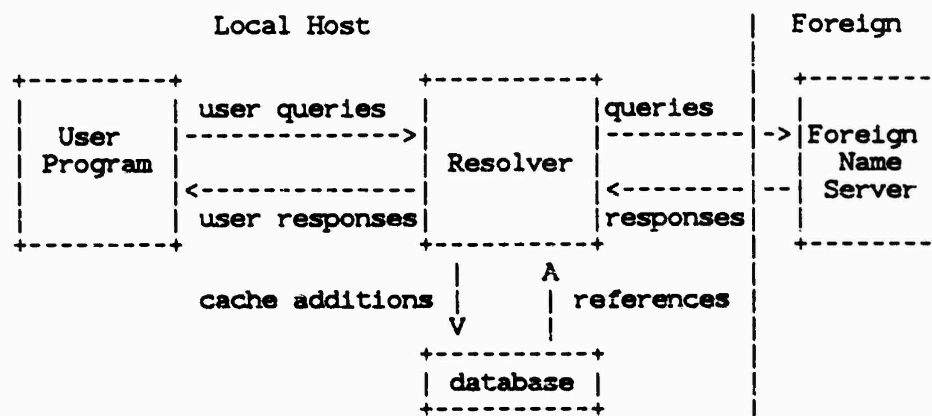 Local Host | Foreign
|
+---------+ +----------+ | +--------+
| | user queries | |queries | | |
| User |-------------->| |---------|->|Foreign |
| Program | | Resolver | | | Name |
| |<--------------| |<--------|--| Server |
| | user responses| |responses| | |
+---------+ +----------+ | +--------+
| A |
cache additions | | references |
V | |
+----------+ |
| database | |
+----------+ |